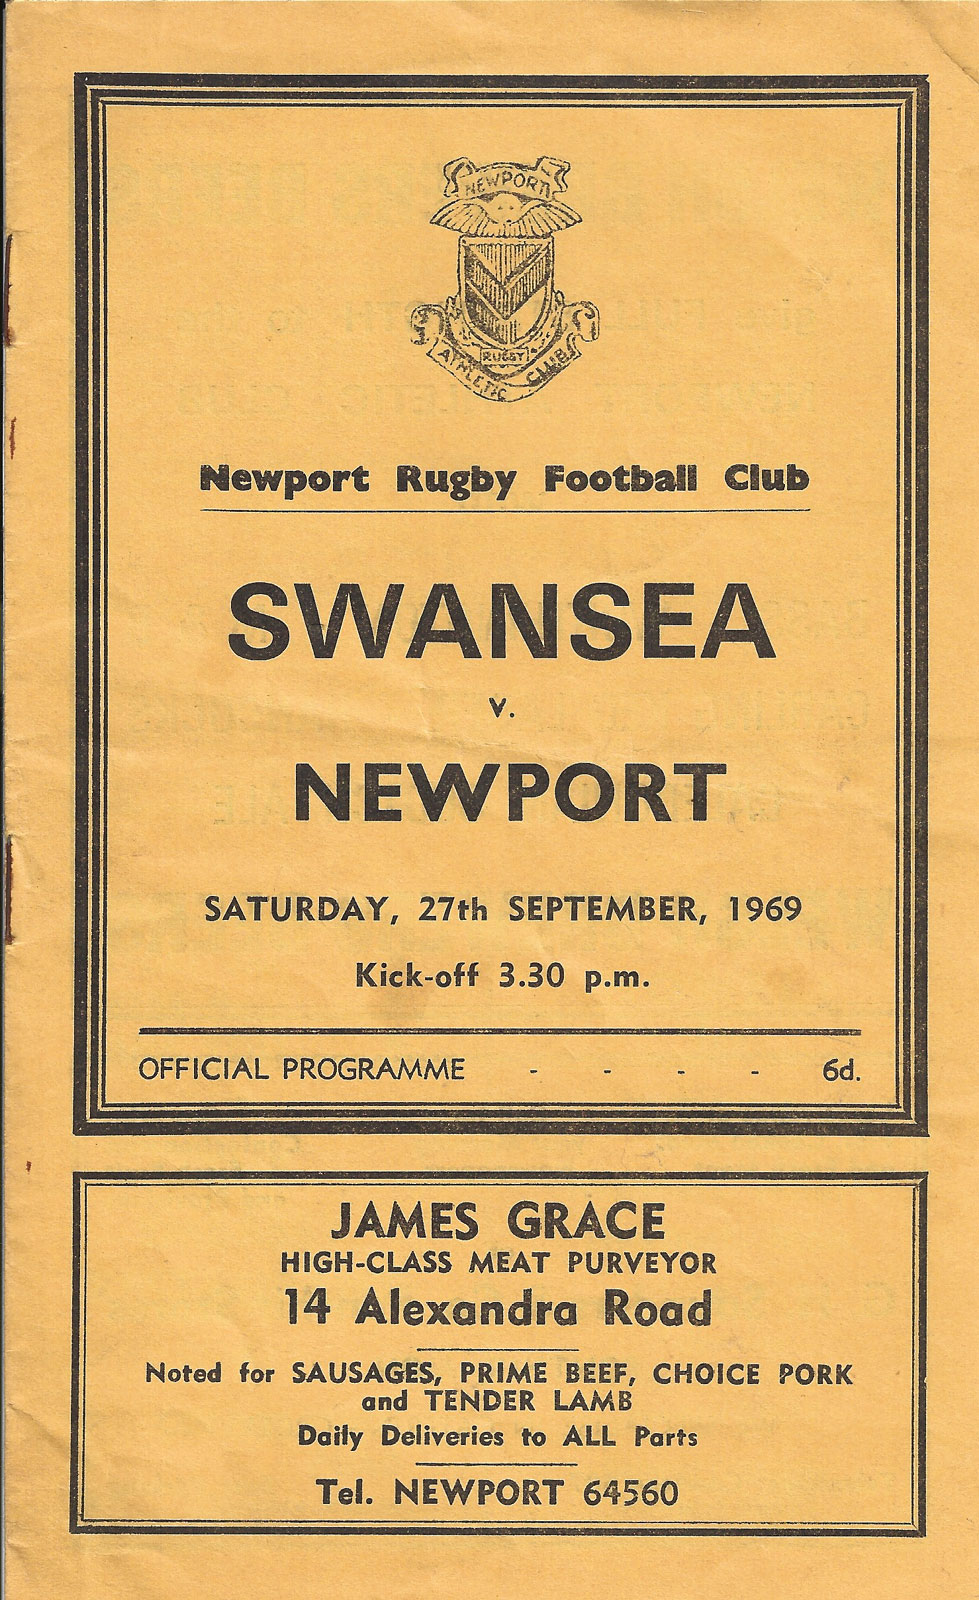 NEWPORT
RUGBY
ATHLETIC CLUB
Newport Rugby Football Club
SWANSEA
v.
NEWPORT
SATURDAY, 27th SEPTEMBER, 1969
Kick-off 3.30 p.m.
OFFICIAL PROGRAMME - - - - 6d.
JAMES GRACE
HIGH-CLASS MEAT PURVEYOR
14 Alexandra Road
Noted for SAUSAGES, PRIME BEEF, CHOICE PORK
and TENDER LAMB
Daily Deliveries to ALL Parts
Tel. NEWPORT 64560